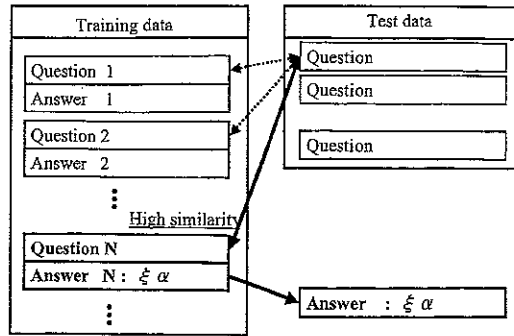 Training data
Question 1
Answer 1
Question 2
Answer 2
High similarity
Question N
Answer N : ξ α
Test data
Question
Question
Question
Answer : ξ α